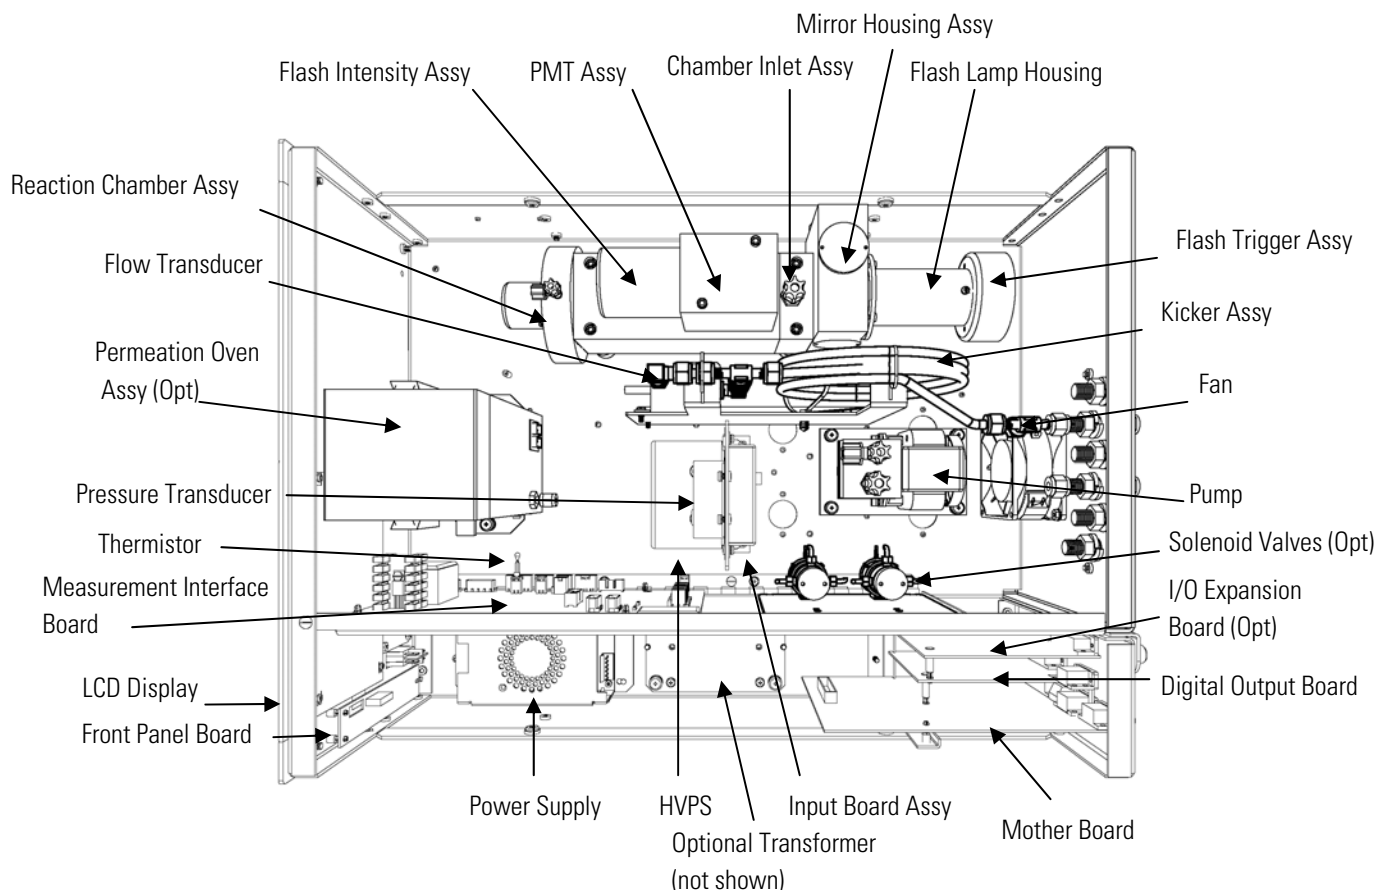 Mirror Housing Assy
Flash Intensity Assy
PMT Assy
Chamber Inlet Assy
Flash Lamp Housing
Reaction Chamber Assy
Flow Transducer
Permeation Oven
Assy (Opt)
Pressure Transducer
Thermistor
Measurement Interface
Board
LCD Display
Front Panel Board
Flash Trigger Assy
Kicker Assy
Fan
Pump
Solenoid Valves (Opt)
I/O Expansion
Board (Opt)
Digital Output Board
Power Supply
HVPS
Input Board Assy
Optional Transformer
(not shown)
Mother Board